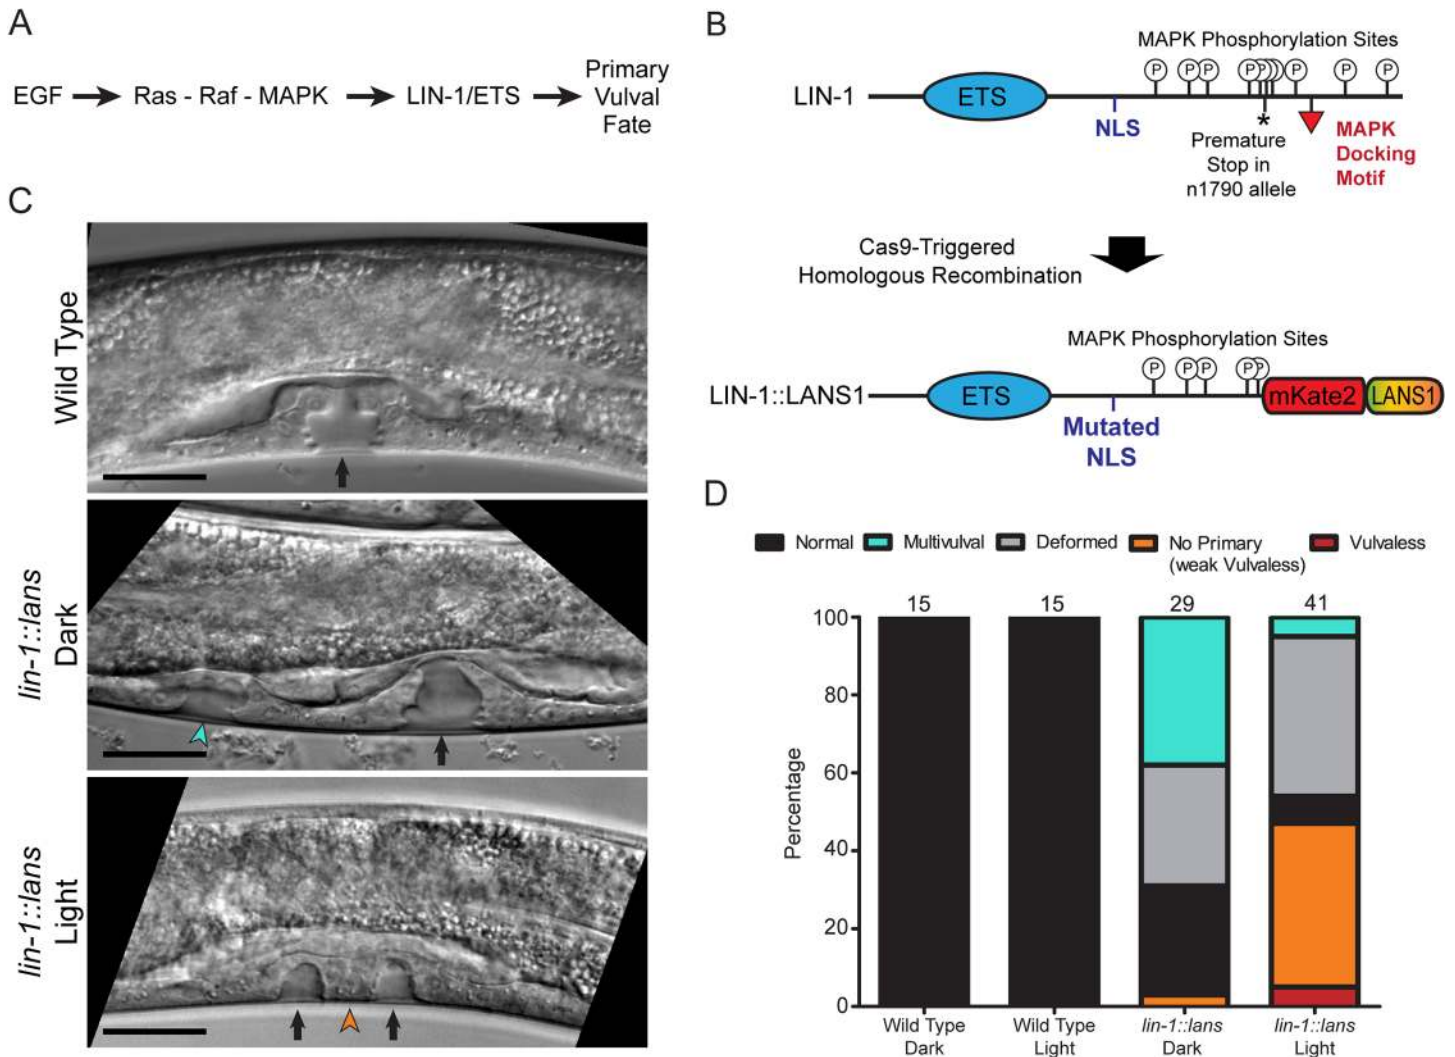 A
EGF
Ras - Raf - MAPK
LIN-1/ETS
Primary
Vulval
Fate
B
MAPK Phosphorylation Sites
P P P P P P P P
LIN-1
ETS
NLS
*
Premature
Stop in
n1790 allele
MAPK
Docking
Motif
Cas9-Triggered
Homologous Recombination
MAPK Phosphorylation Sites
P P P P P
LIN-1::LANS1
ETS
mKate2
LANS1
Mutated
NLS
C
Wild Type
lin-1::lans
Dark
lin-1::lans
Light
D
Normal
Multivulval
Deformed
No Primary
(weak Vulvaless)
Vulvaless
15
15
29
41
Percentage
100
80
60
40
20
0
Wild Type
Dark
Wild Type
Light
lin-1::lans
Dark
lin-1::lans
Light